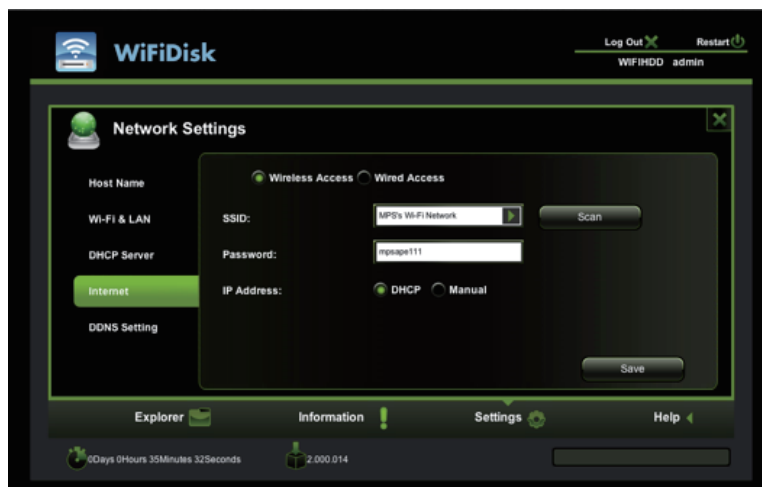 WiFiDisk
Log Out Restart
WIFIHDD admin
Network Settings
Wireless Access Wired Access
Host Name
Wi-Fi & LAN
DHCP Server
Internet
DDNS Setting
SSID: MPS's Wi-Fi Network Scan
Password: mpsape111
IP Address: DHCP Manual
Save
Explorer Information Settings Help
0Days 0Hours 35Minutes 32Seconds 2.000.014